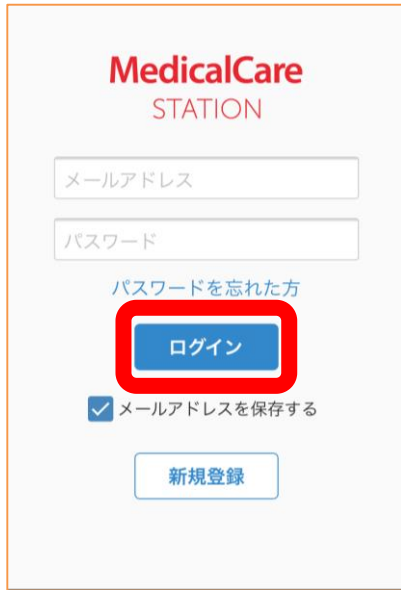 MedicalCare
STATION
メールアドレス
パスワード
パスワードを忘れた方
ログイン
メールアドレスを保存する
新規登録